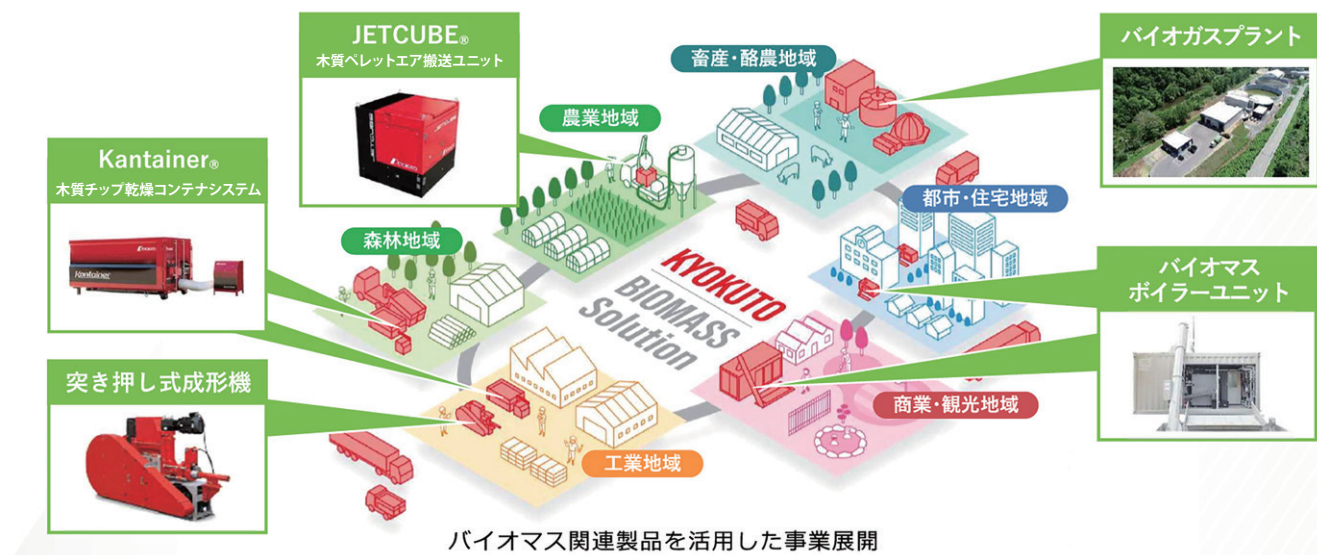 JETCUBE®
木質ペレットエア搬送ユニット
JETCUBE
JETCUBE
Kantainer®
木質チップ乾燥コンテナシステム
Kantainer
突き押し式成形機
畜産・酪農地域
農業地域
森林地域
都市・住宅地域
商業・観光地域
工業地域
KYOKUTO
BIOMASS
Solution
バイオガスプラント
バイオマス
ボイラーユニット
バイオマス関連製品を活用した事業展開